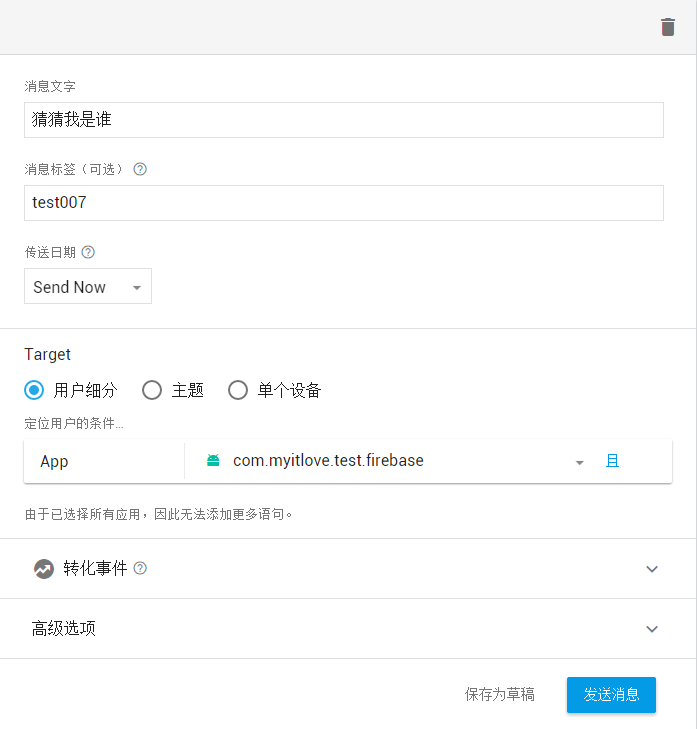 消息文字
猜猜我是谁
消息标签（可选）
test007
传送日期
Send Now
Target
用户细分 主题 单个设备
定位用户的条件...
App com.myitlove.test.firebase 且
由于已选择所有应用，因此无法添加更多语句。
转化事件
高级选项
保存为草稿 发送消息